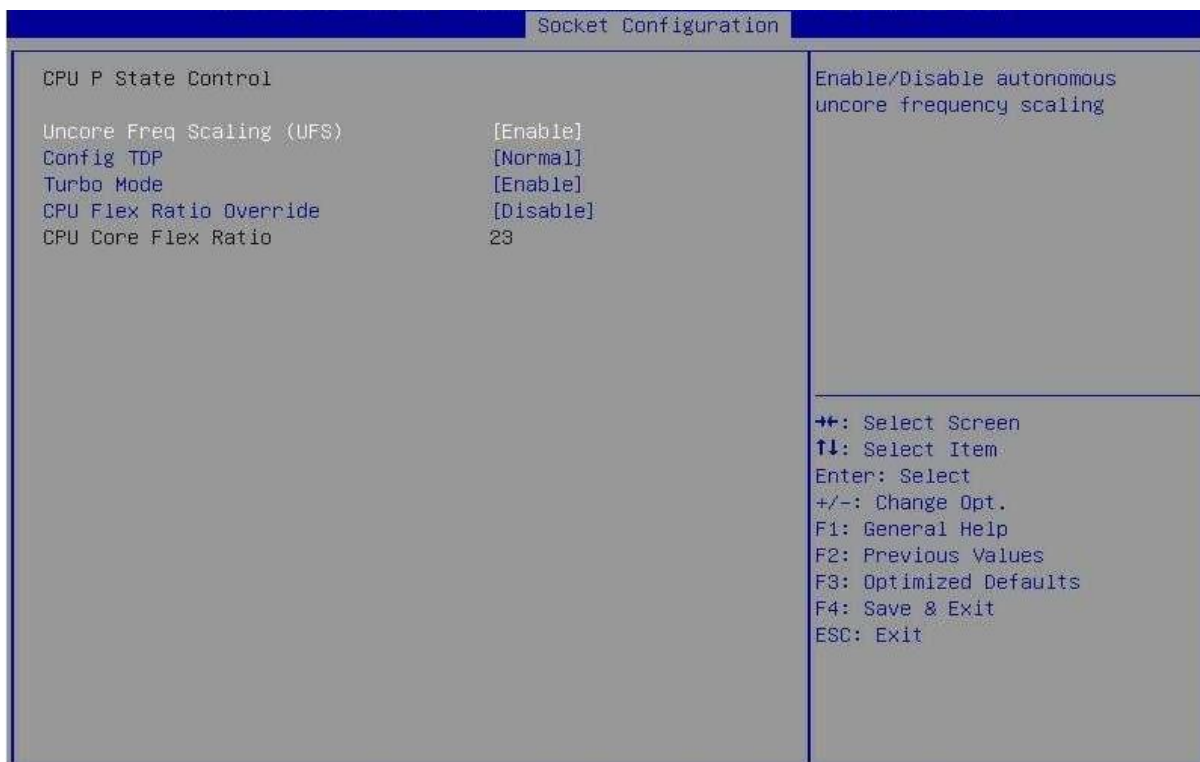 Socket Configuration
CPU P State Control
Uncore Freq Scaling (UFS) [Enable]
Config TDP [Normal]
Turbo Mode [Enable]
CPU Flex Ratio Override [Disable]
CPU Core Flex Ratio 23
Enable/Disable autonomous
uncore frequency scaling
→←: Select Screen
↑↓: Select Item
Enter: Select
+/-: Change Opt.
F1: General Help
F2: Previous Values
F3: Optimized Defaults
F4: Save & Exit
ESC: Exit